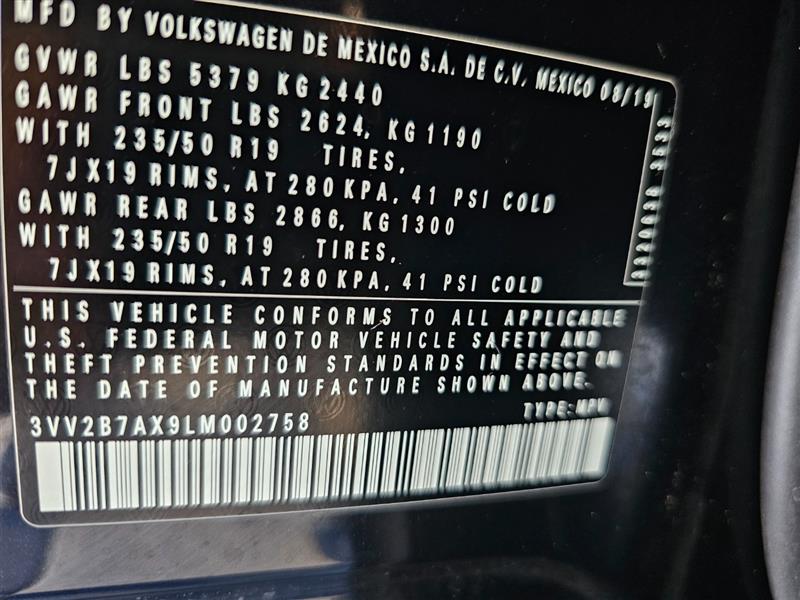 MFD BY VOLKSWAGEN DE MEXICO S.A. DE C.V. MEXICO 08/19
GVWR LBS 5379 KG 2440
GAWR FRONT LBS 2624, KG 1190
WITH 235/50 R19 TIRES,
7JX19 RIMS, AT 280 KPA, 41 PSI COLD
GAWR REAR LBS 2866, KG 1300
WITH 235/50 R19 TIRES,
7JX19 RIMS, AT 280 KPA, 41 PSI COLD
THIS VEHICLE CONFORMS TO ALL APPLICABLE
U.S. FEDERAL MOTOR VEHICLE SAFETY AND
THEFT PREVENTION STANDARDS IN EFFECT ON
THE DATE OF MANUFACTURE SHOWN ABOVE.
TYPE:MPV
3VV2B7AX9LM002758